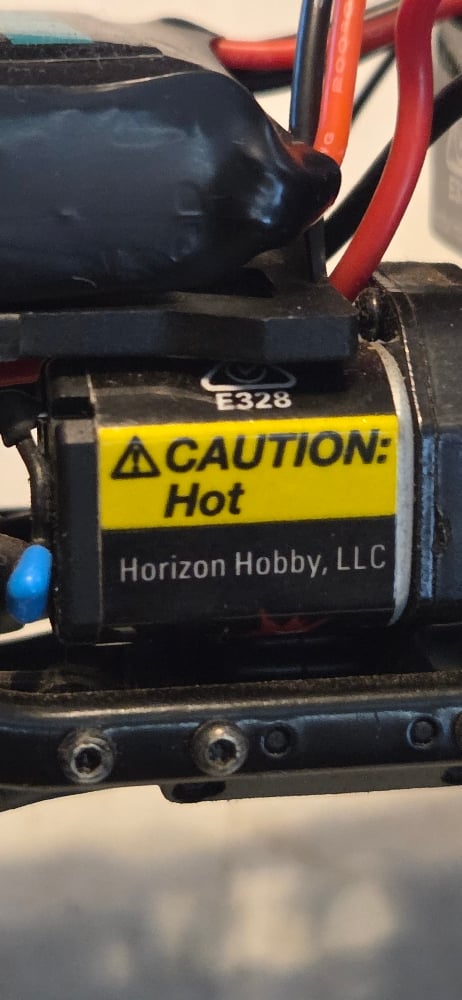 E328
CAUTION:
Hot
Horizon Hobby, LLC